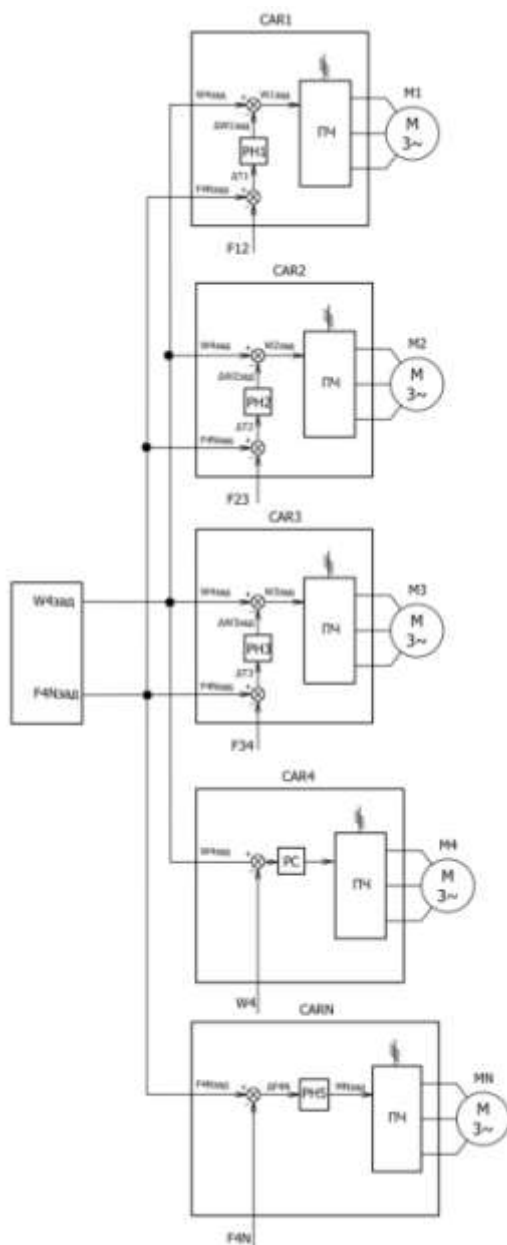 CAR1
W4зад
W1зад
M1
ΔW1зад
ПЧ
М
3~
РН1
ΔT1
F4Nзад
F12
CAR2
W4зад
W2зад
M2
ΔW2зад
ПЧ
М
3~
РН2
ΔT2
F4Nзад
F23
CAR3
W4зад
W3зад
M3
ΔW3зад
ПЧ
М
3~
РН3
ΔT3
F4Nзад
F34
W4зад
F4Nзад
CAR4
W4зад
РС
ПЧ
M4
М
3~
W4
CARN
F4Nзад
ΔF4N
РН5
MNзад
ПЧ
MN
М
3~
F4N